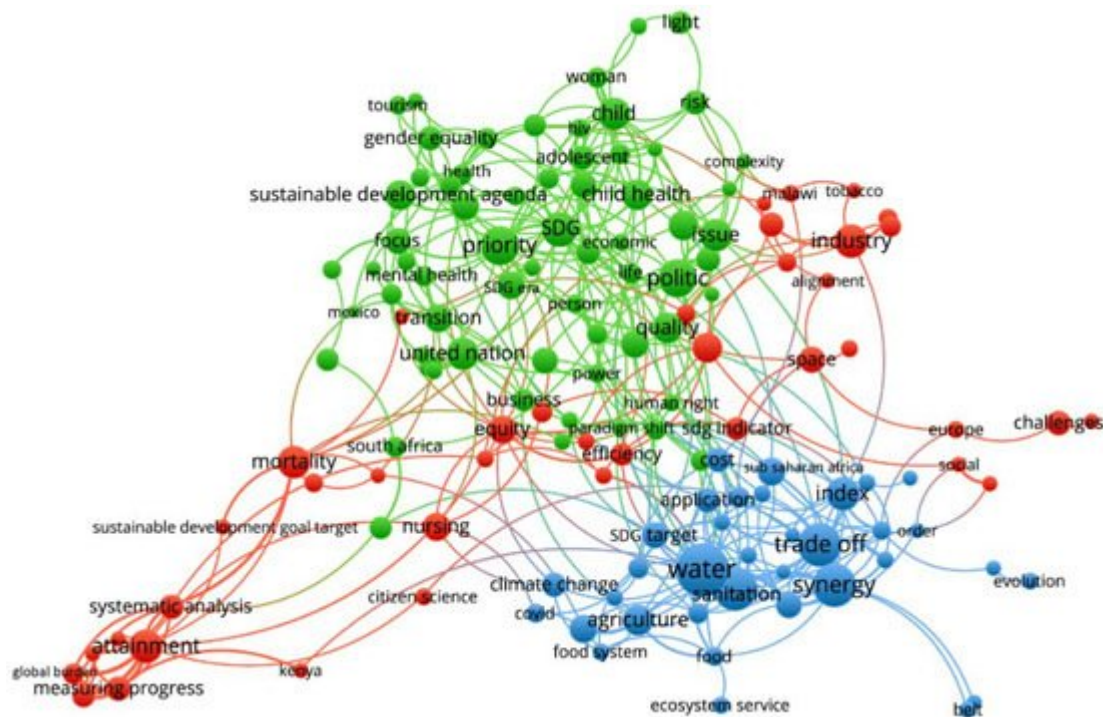 light
woman
tourism
child
risk
hiv
gender equality
adolescent
complexity
health
sustainable development agenda
child health
malawi
tobacco
SDG
focus
priority
economic
issue
industry
mental health
life
politic
SDG era
alignment
person
mexico
transition
quality
united nation
space
power
business
human right
equity
paradigm shift
sdg indicator
europe
challenges
south africa
efficiency
mortality
cost
sub saharan africa
social
application
index
sustainable development goal target
nursing
SDG target
trade off
order
water
climate change
synergy
evolution
sanitation
citizen science
systematic analysis
covid
agriculture
attainment
food system
food
global burden
kenya
measuring progress
ecosystem service
belt